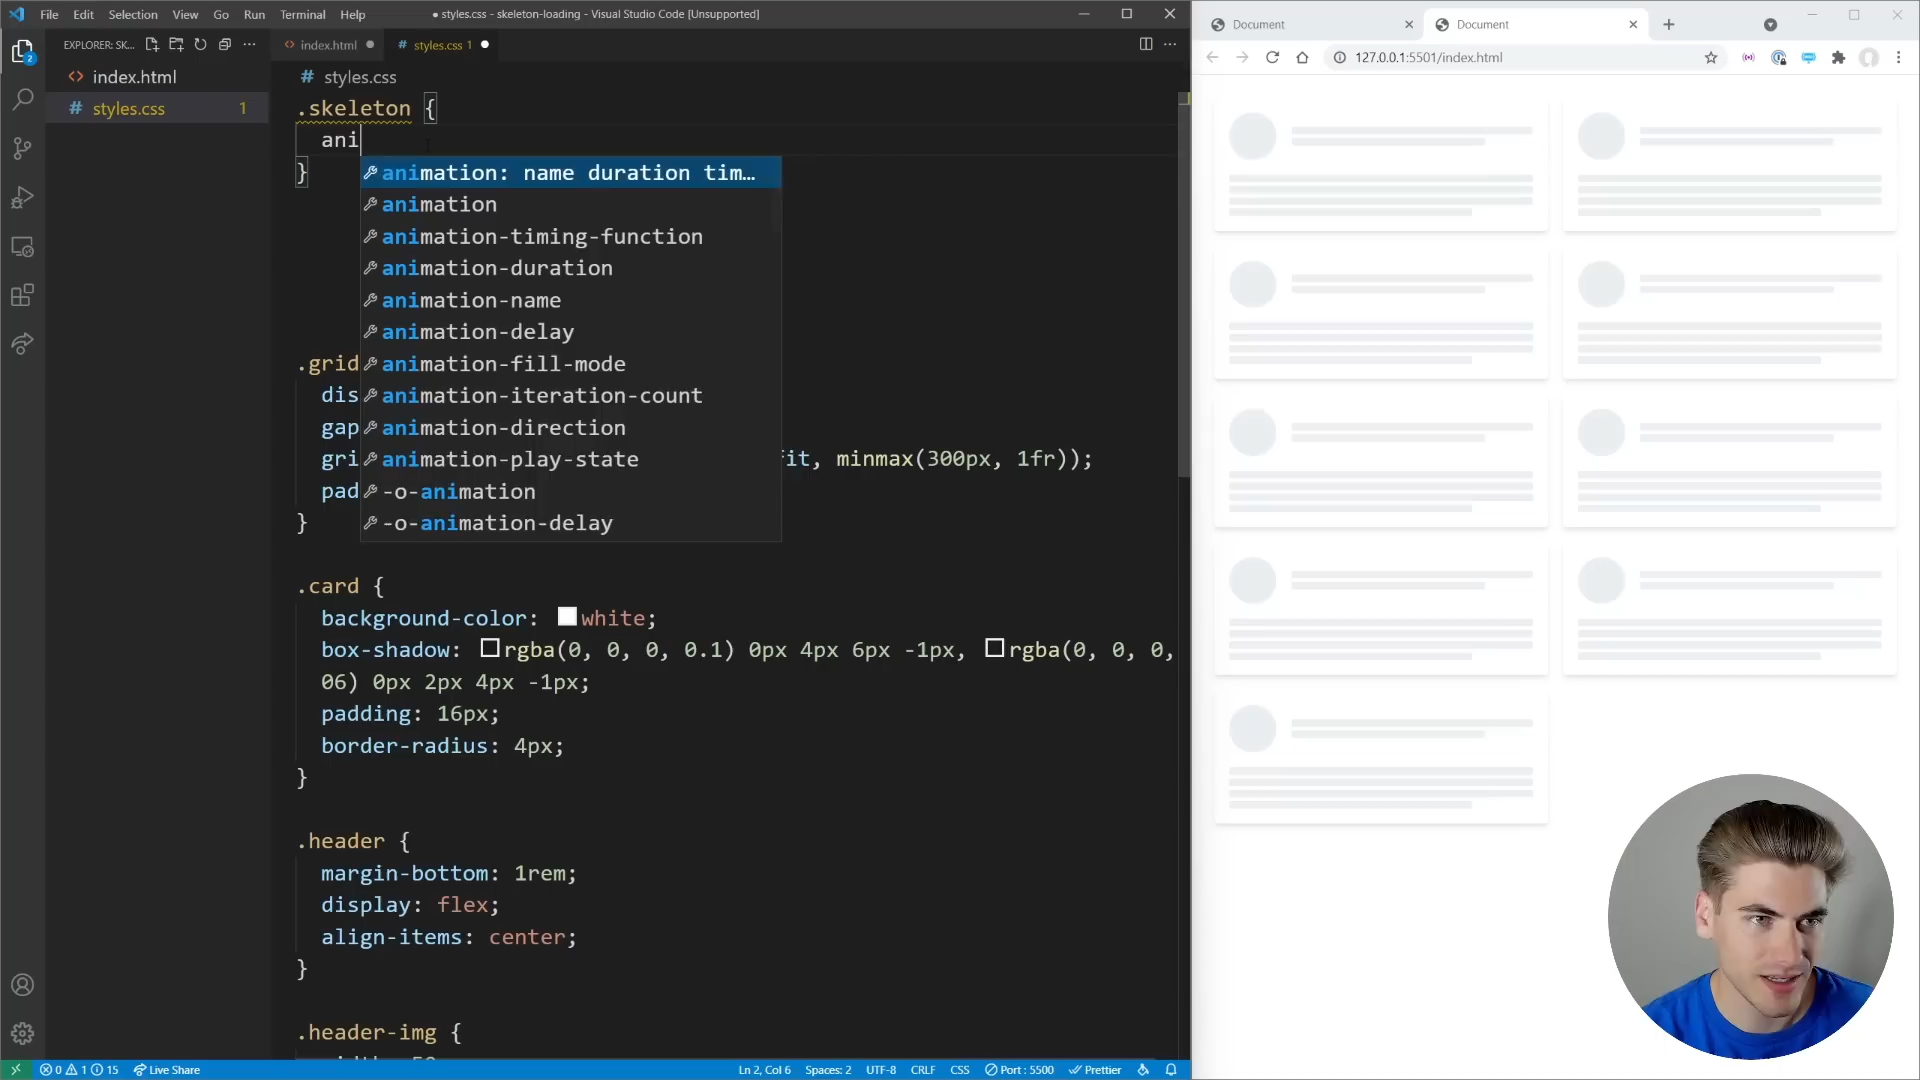 File Edit Selection View Go Run Terminal Help
● styles.css - skeleton-loading - Visual Studio Code [Unsupported]
Document
Document
EXPLORER: SK...
index.html
styles.css 1
127.0.0.1:5501/index.html
index.html
# styles.css
# styles.css 1
.skeleton {
ani
}
animation: name duration tim…
animation
animation-timing-function
animation-duration
animation-name
animation-delay
animation-fill-mode
animation-iteration-count
animation-direction
animation-play-state
-o-animation
-o-animation-delay
.grid
dis
gap
gri fit, minmax(300px, 1fr));
pad
}
.card {
background-color: white;
box-shadow: rgba(0, 0, 0, 0.1) 0px 4px 6px -1px, rgba(0, 0, 0,
06) 0px 2px 4px -1px;
padding: 16px;
border-radius: 4px;
}
.header {
margin-bottom: 1rem;
display: flex;
align-items: center;
}
.header-img {
2
0 1 15 Live Share
Ln 2, Col 6 Spaces: 2 UTF-8 CRLF CSS Port : 5500 Prettier